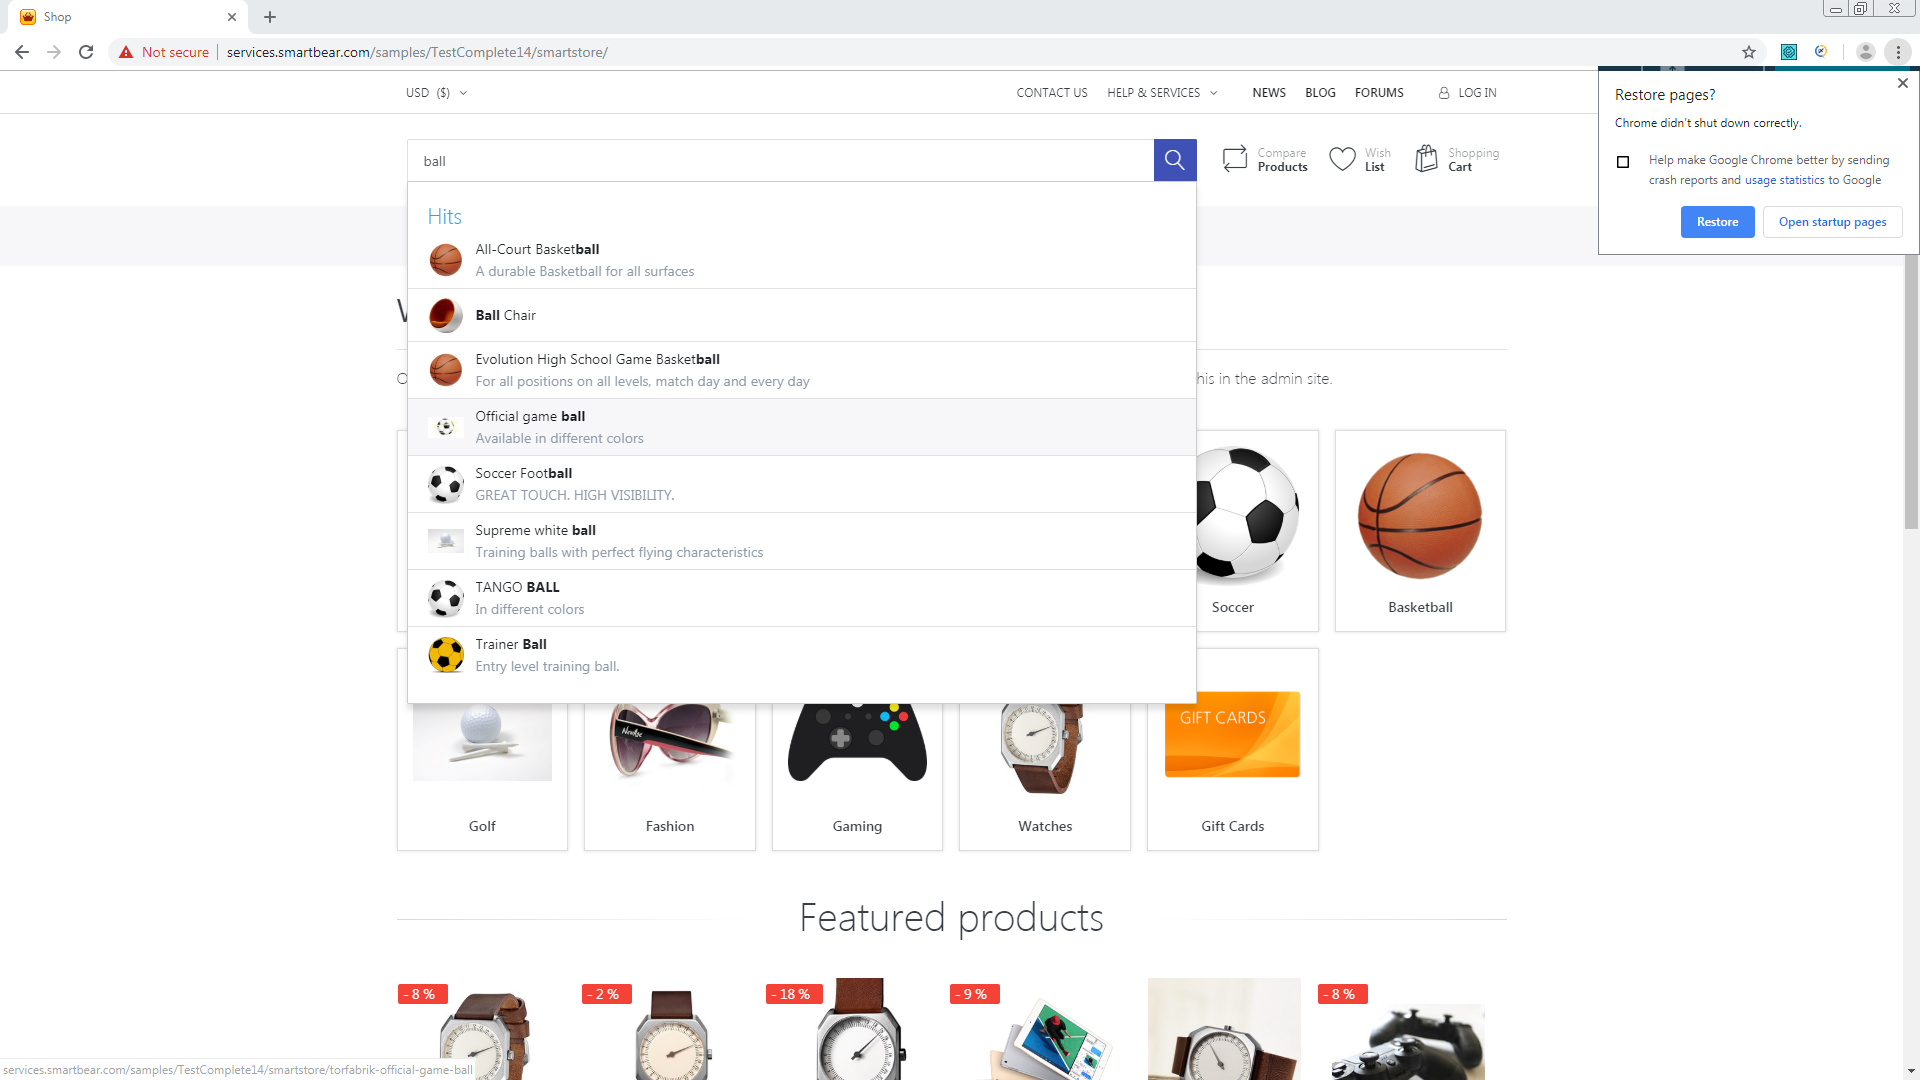 Shop
Not secure
services.smartbear.com/samples/TestComplete14/smartstore/
USD ($)
CONTACT US
HELP & SERVICES
NEWS
BLOG
FORUMS
LOG IN
ball
Compare
Products
Wish
List
Shopping
Cart
Restore pages?
Chrome didn't shut down correctly.
Help make Google Chrome better by sending
crash reports and usage statistics to Google
Restore
Open startup pages
Hits
All-Court Basketball
A durable Basketball for all surfaces
Ball Chair
Evolution High School Game Basketball
For all positions on all levels, match day and every day
his in the admin site.
Official game ball
Available in different colors
Soccer Football
GREAT TOUCH. HIGH VISIBILITY.
Supreme white ball
Training balls with perfect flying characteristics
TANGO BALL
In different colors
Trainer Ball
Entry level training ball.
Soccer
Basketball
GIFT CARDS
Golf
Fashion
Gaming
Watches
Gift Cards
Featured products
- 8 %
- 2 %
- 18 %
- 9 %
- 8 %
services.smartbear.com/samples/TestComplete14/smartstore/torfabrik-official-game-ball